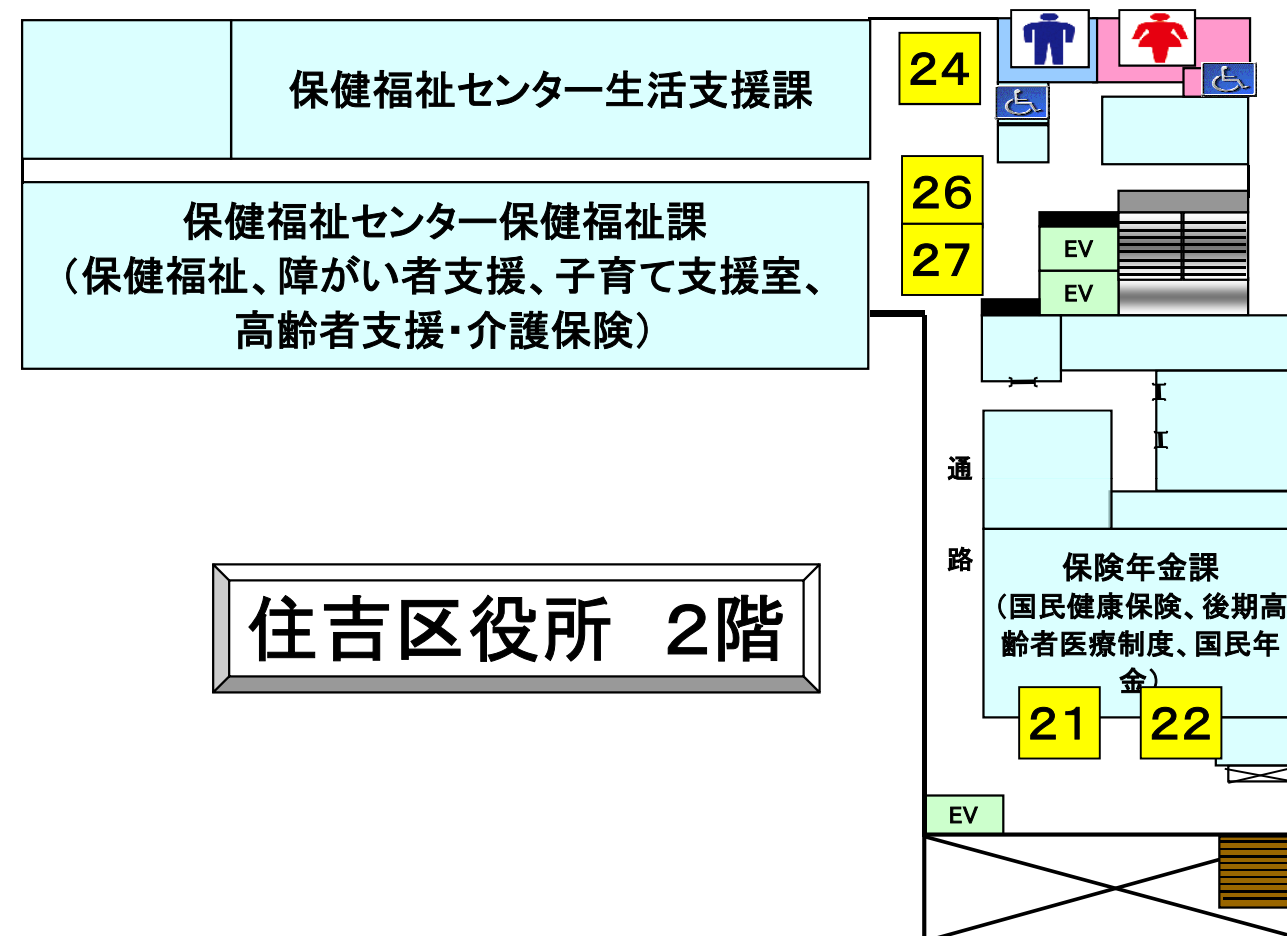 保健福祉センター生活支援課
24
保健福祉センター保健福祉課
（保健福祉、障がい者支援、子育て支援室、
高齢者支援・介護保険）
26
27
EV
EV
通
路
保険年金課
（国民健康保険、後期高
齢者医療制度、国民年
金）
21
22
住吉区役所　２階
EV